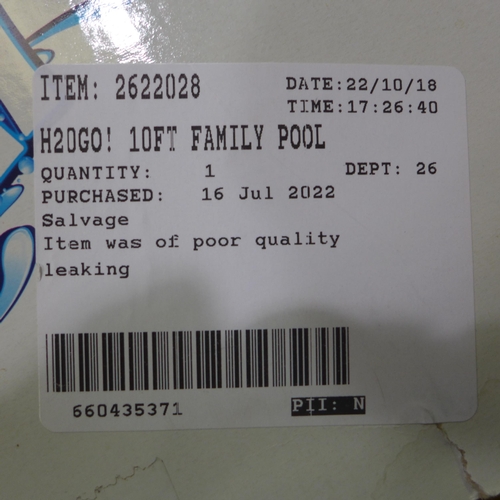 ITEM: 2622028 DATE:22/10/18
TIME:17:26:40
H2OGO! 10FT FAMILY POOL
QUANTITY: 1 DEPT: 26
PURCHASED: 16 Jul 2022
Salvage
Item was of poor quality
leaking
660435371 PII: N